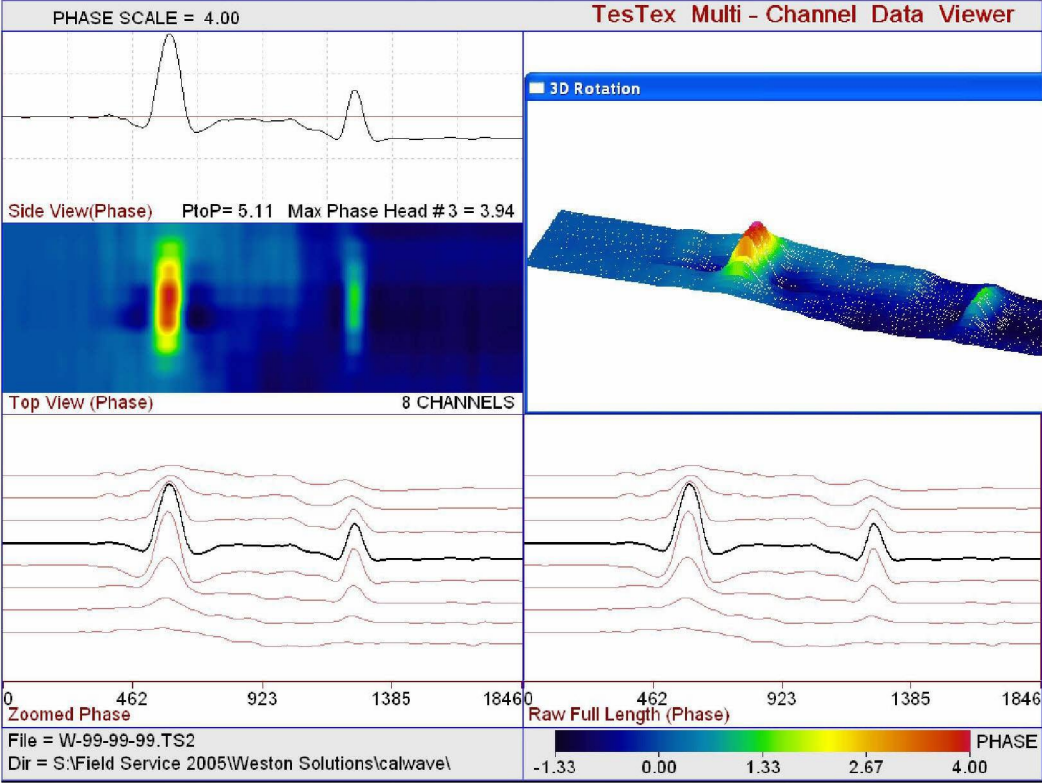 PHASE SCALE = 4.00
TesTex Multi - Channel Data Viewer
3D Rotation
Side View(Phase) PtoP= 5.11 Max Phase Head # 3 = 3.94
Top View (Phase) 8 CHANNELS
0 462 923 1385 1846
Zoomed Phase
0 462 923 1385 1846
Raw Full Length (Phase)
File = W-99-99-99.TS2
Dir = S:\Field Service 2005\Weston Solutions\calwave\
PHASE
-1.33 0.00 1.33 2.67 4.00